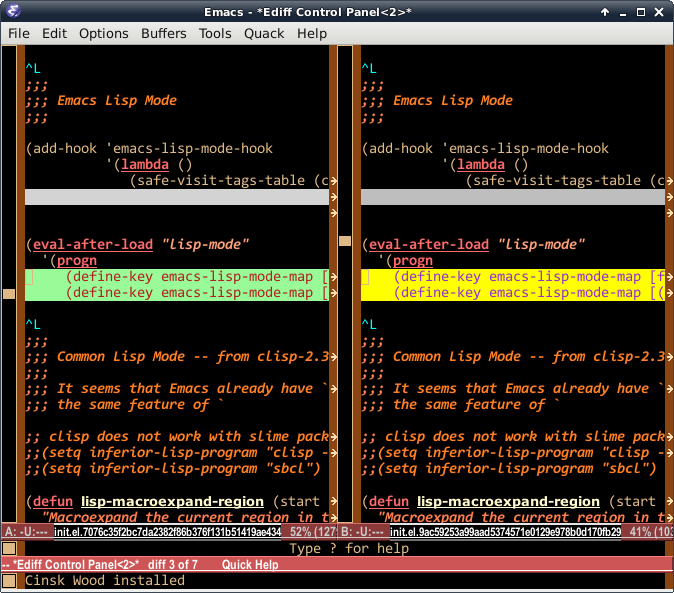 Emacs - *Ediff Control Panel<2>*
File Edit Options Buffers Tools Quack Help
^L
;;;
;;; Emacs Lisp Mode
;;;
(add-hook 'emacs-lisp-mode-hook
'(lambda ()
(safe-visit-tags-table (c
(eval-after-load "lisp-mode"
'(progn
(define-key emacs-lisp-mode-map [
(define-key emacs-lisp-mode-map [
^L
;;;
;;; Common Lisp Mode -- from clisp-2.3
;;;
;;; It seems that Emacs already have `
;;; the same feature of `
;; clisp does not work with slime pack
;;(setq inferior-lisp-program "clisp -
;;(setq inferior-lisp-program "sbcl")
(defun lisp-macroexpand-region (start
"Macroexpand the current region in t
A: -U:--- init.el.7076c35f2bc7da2382f86b376f131b51419ae434 52% (127
^L
;;;
;;; Emacs Lisp Mode
;;;
(add-hook 'emacs-lisp-mode-hook
'(lambda ()
(safe-visit-tags-table (c
(eval-after-load "lisp-mode"
'(progn
(define-key emacs-lisp-mode-map [f
(define-key emacs-lisp-mode-map [(
^L
;;;
;;; Common Lisp Mode -- from clisp-2.3
;;;
;;; It seems that Emacs already have `
;;; the same feature of `
;; clisp does not work with slime pack
;;(setq inferior-lisp-program "clisp -
;;(setq inferior-lisp-program "sbcl")
(defun lisp-macroexpand-region (start
"Macroexpand the current region in t
B: -U:--- init.el.9ac59253a99aad5374571e0129e978b0d170fb29 41% (103
Type ? for help
-- *Ediff Control Panel<2>* diff 3 of 7 Quick Help
Cinsk Wood installed